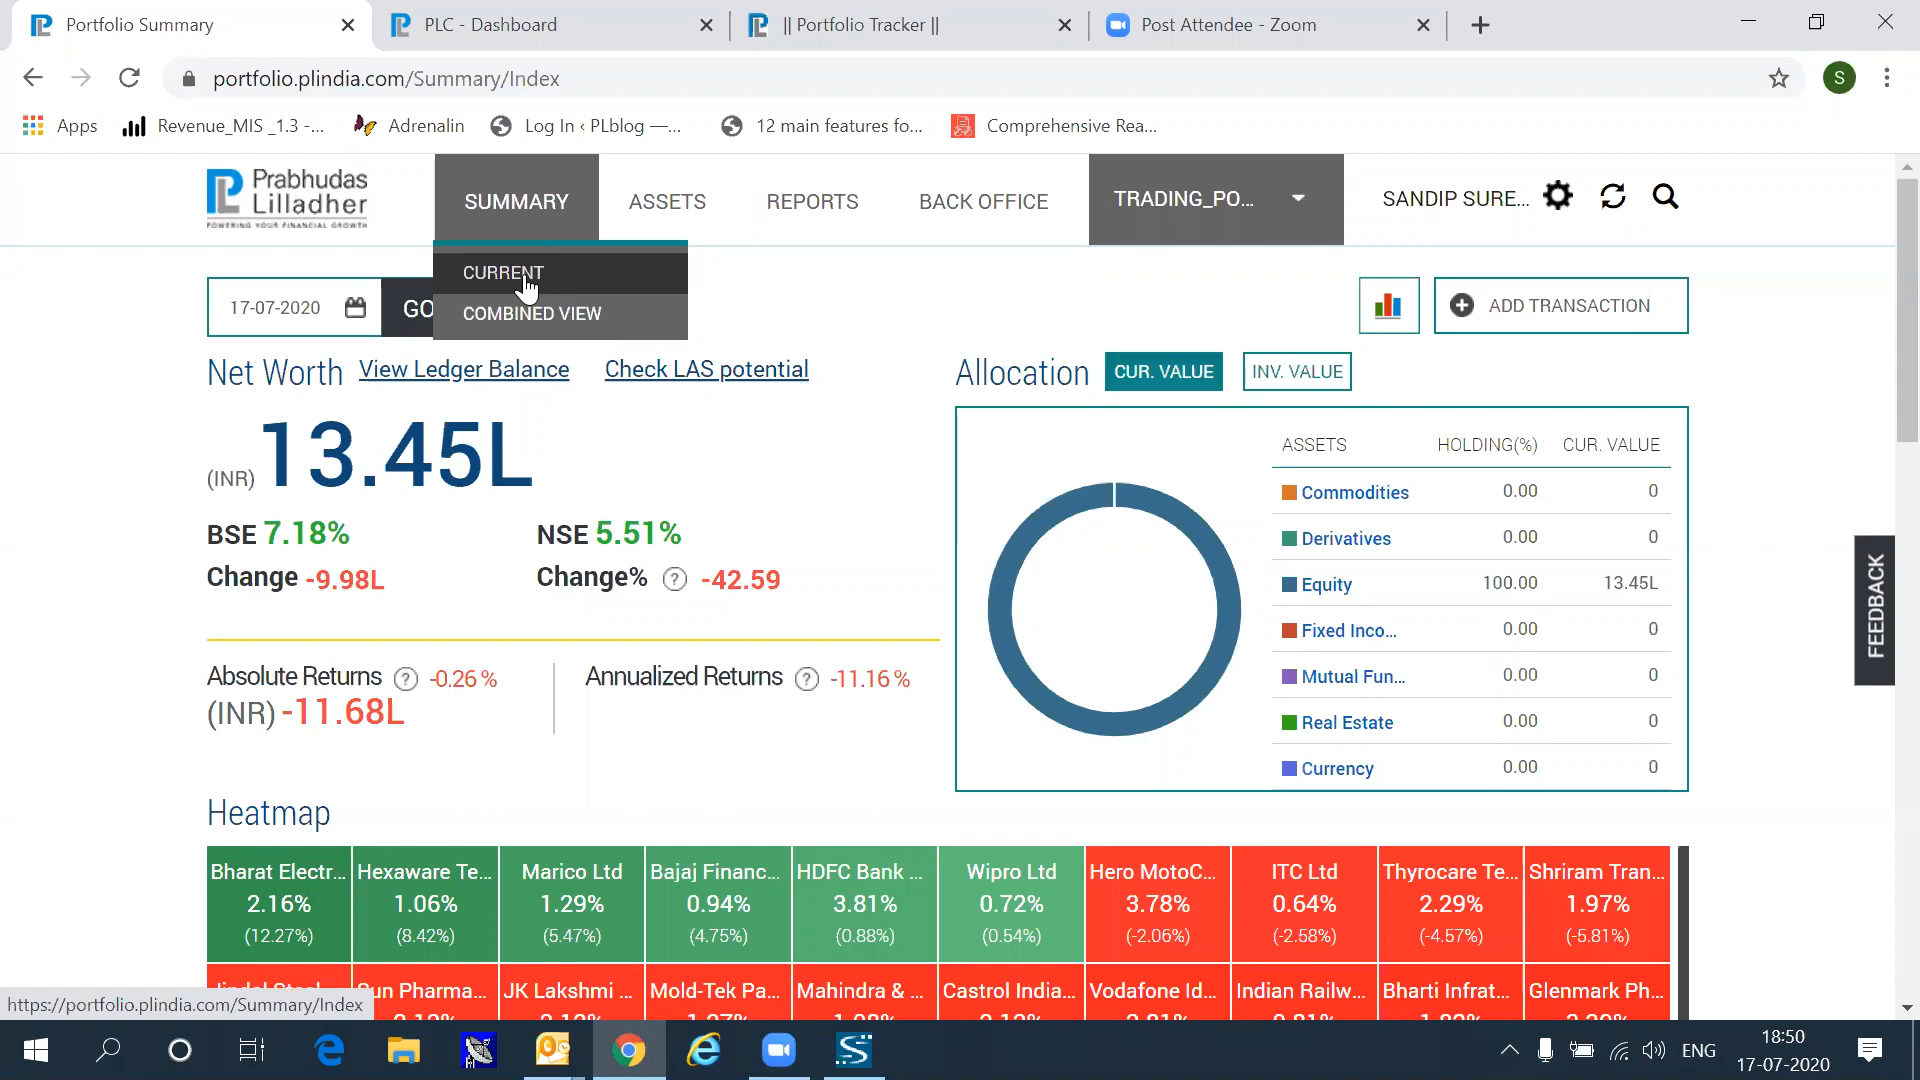 Portfolio Summary
PLC - Dashboard
|| Portfolio Tracker ||
Post Attendee - Zoom
portfolio.plindia.com/Summary/Index
S
Apps
Revenue_MIS _1.3 -...
Adrenalin
Log In ‹ PLblog —...
12 main features fo...
Comprehensive Rea...
Prabhudas
Lilladher
POWERING YOUR FINANCIAL GROWTH
SUMMARY
ASSETS
REPORTS
BACK OFFICE
TRADING_PO...
SANDIP SURE...
CURRENT
COMBINED VIEW
17-07-2020
GO
ADD TRANSACTION
Net Worth
View Ledger Balance
Check LAS potential
(INR) 13.45L
BSE 7.18%
NSE 5.51%
Change -9.98L
Change% ? -42.59
Absolute Returns ? -0.26 %
(INR) -11.68L
Annualized Returns ? -11.16 %
Allocation
CUR. VALUE
INV. VALUE
ASSETS HOLDING(%) CUR. VALUE
Commodities 0.00 0
Derivatives 0.00 0
Equity 100.00 13.45L
Fixed Inco... 0.00 0
Mutual Fun... 0.00 0
Real Estate 0.00 0
Currency 0.00 0
FEEDBACK
Heatmap
Bharat Electr... Hexaware Te... Marico Ltd Bajaj Financ... HDFC Bank ... Wipro Ltd Hero MotoC... ITC Ltd Thyrocare Te... Shriram Tran...
2.16% 1.06% 1.29% 0.94% 3.81% 0.72% 3.78% 0.64% 2.29% 1.97%
(12.27%) (8.42%) (5.47%) (4.75%) (0.88%) (0.54%) (-2.06%) (-2.58%) (-4.57%) (-5.81%)
Pharma... JK Lakshmi ... Mold-Tek Pa... Mahindra & ... Castrol India... Vodafone Id... Indian Railw... Bharti Infrat... Glenmark Ph...
https://portfolio.plindia.com/Summary/Index
ENG
18:50
17-07-2020